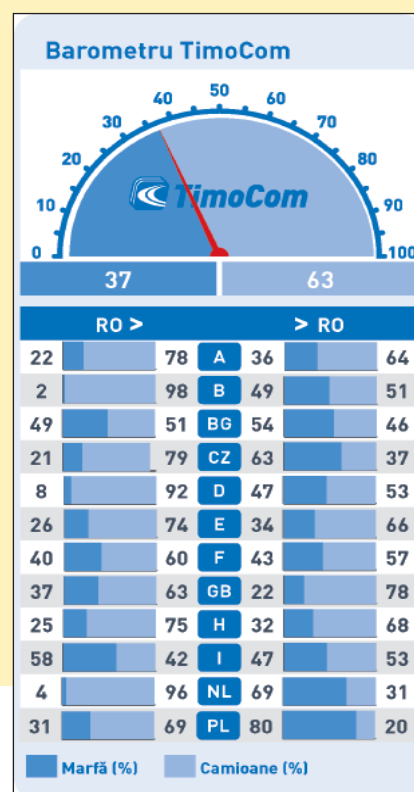 Barometru TimoCom
0 10 20 30 40 50 60 70 80 90 100
TimoCom
37 63
RO > > RO
22 78 A 36 64
2 98 B 49 51
49 51 BG 54 46
21 79 CZ 63 37
8 92 D 47 53
26 74 E 34 66
40 60 F 43 57
37 63 GB 22 78
25 75 H 32 68
58 42 I 47 53
4 96 NL 69 31
31 69 PL 80 20
Marfă (%) Camioane (%)